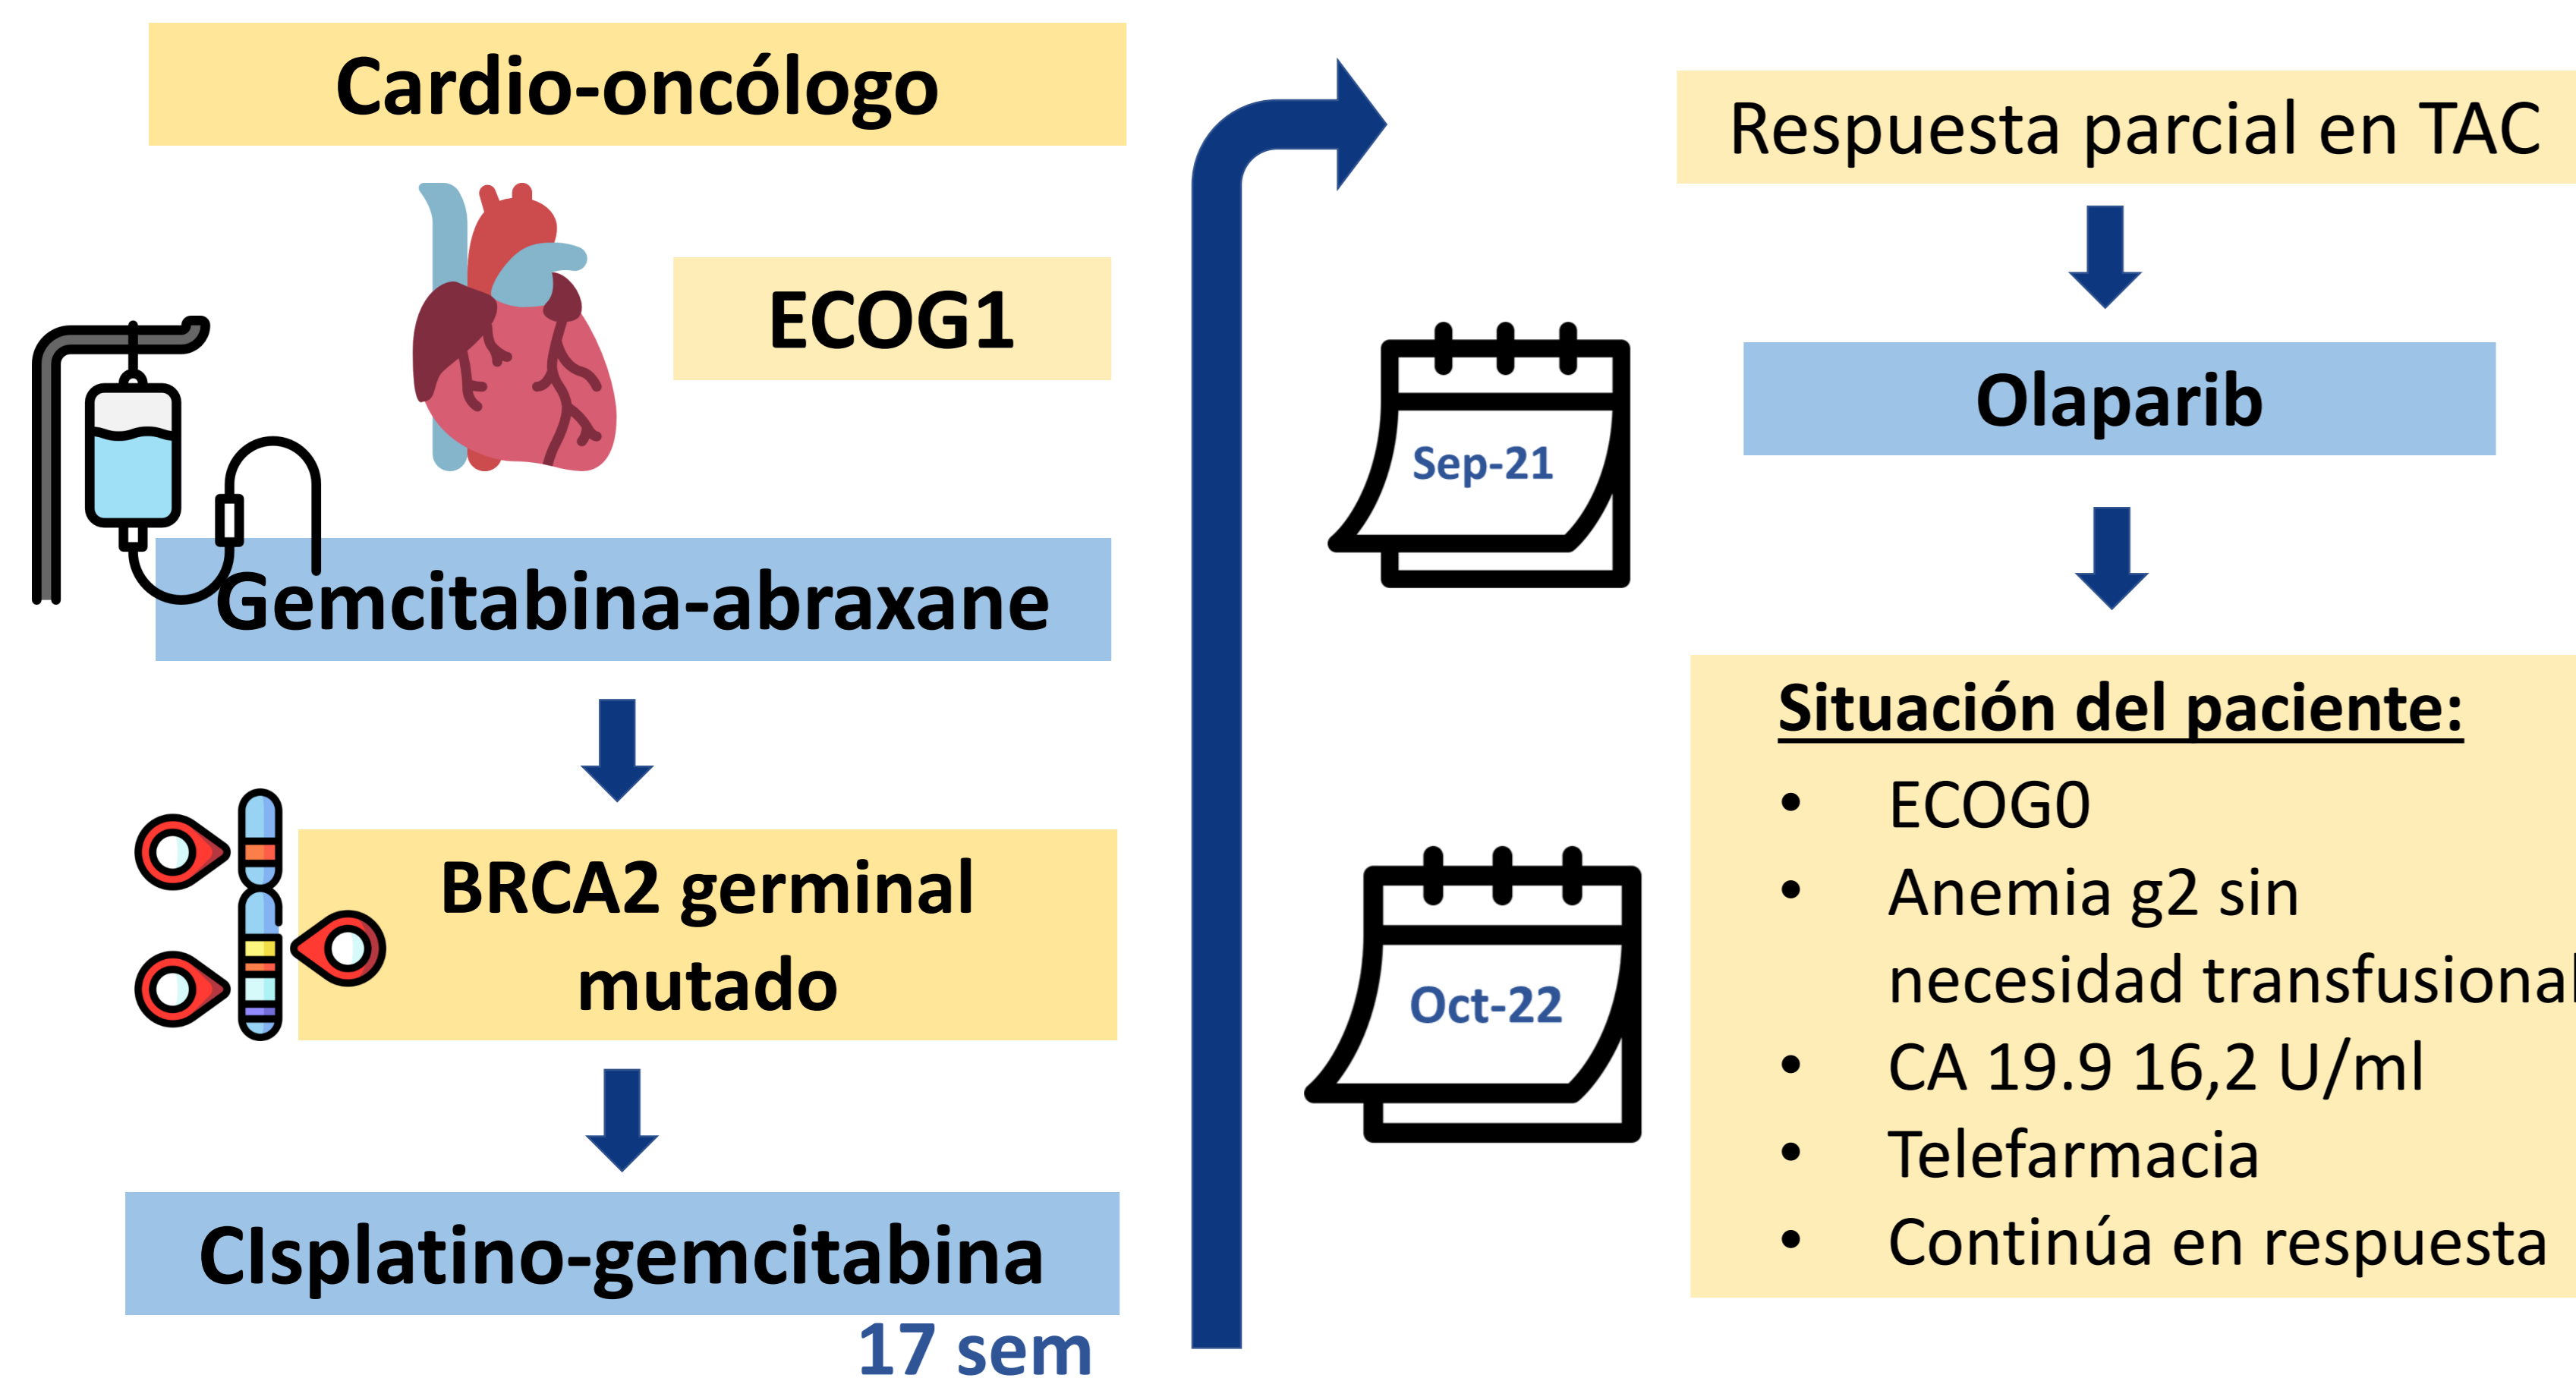 Cardio-oncólogo
ECOG1
Gemcitabina-abraxane
BRCA2 germinal
mutado
CIsplatino-gemcitabina
17 sem
Respuesta parcial en TAC
Sep-21
Olaparib
Oct-22
Situación del paciente:
• ECOG0
• Anemia g2 sin
necesidad transfusional
• CA 19.9 16,2 U/ml
• Telefarmacia
• Continúa en respuesta